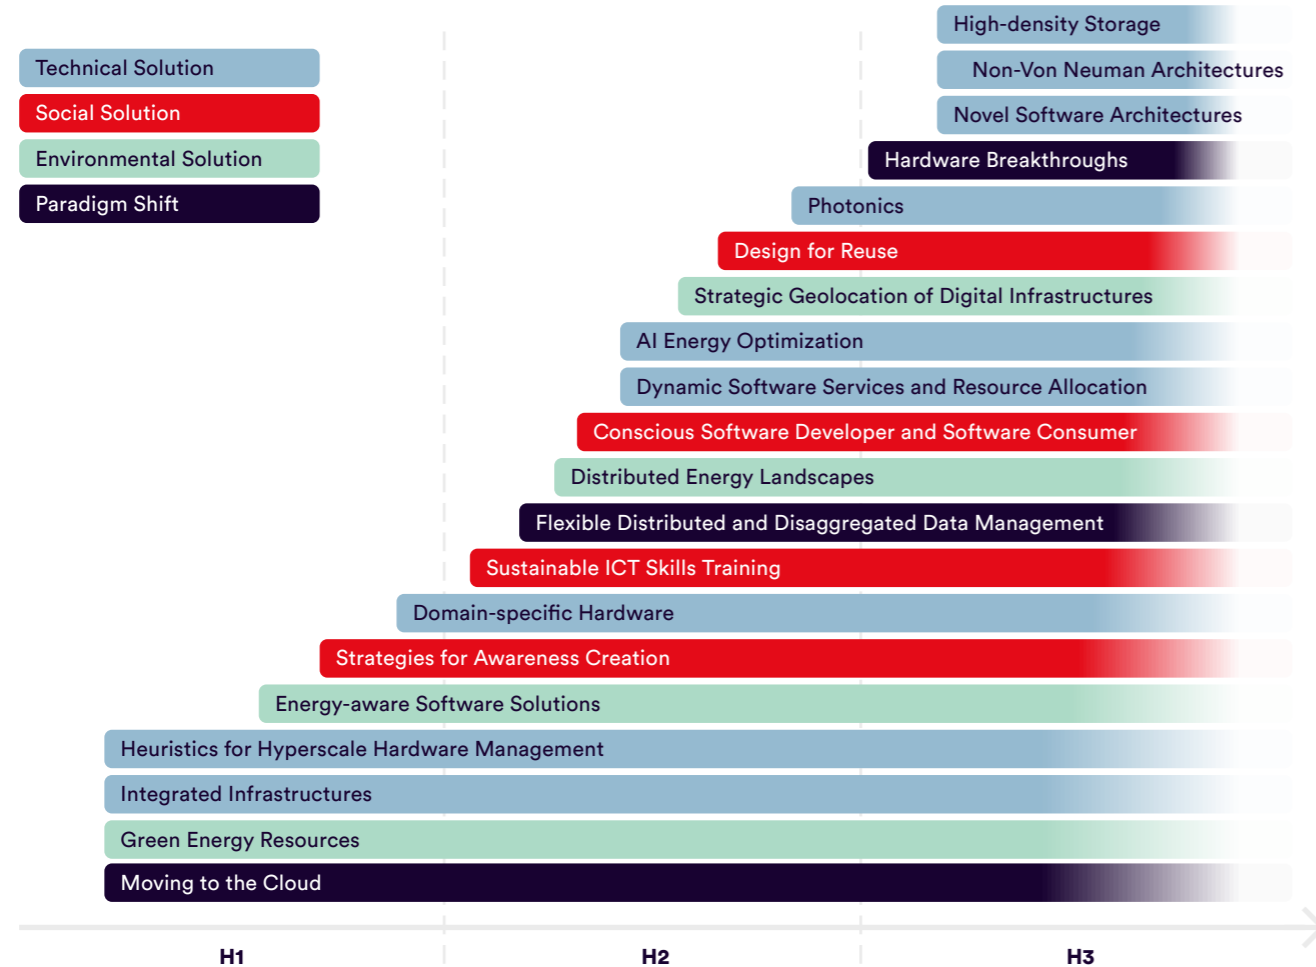 Technical Solution
Social Solution
Environmental Solution
Paradigm Shift
High-density Storage
Non-Von Neuman Architectures
Novel Software Architectures
Hardware Breakthroughs
Photonics
Design for Reuse
Strategic Geolocation of Digital Infrastructures
AI Energy Optimization
Dynamic Software Services and Resource Allocation
Conscious Software Developer and Software Consumer
Distributed Energy Landscapes
Flexible Distributed and Disaggregated Data Management
Sustainable ICT Skills Training
Domain-specific Hardware
Strategies for Awareness Creation
Energy-aware Software Solutions
Heuristics for Hyperscale Hardware Management
Integrated Infrastructures
Green Energy Resources
Moving to the Cloud
H1
H2
H3